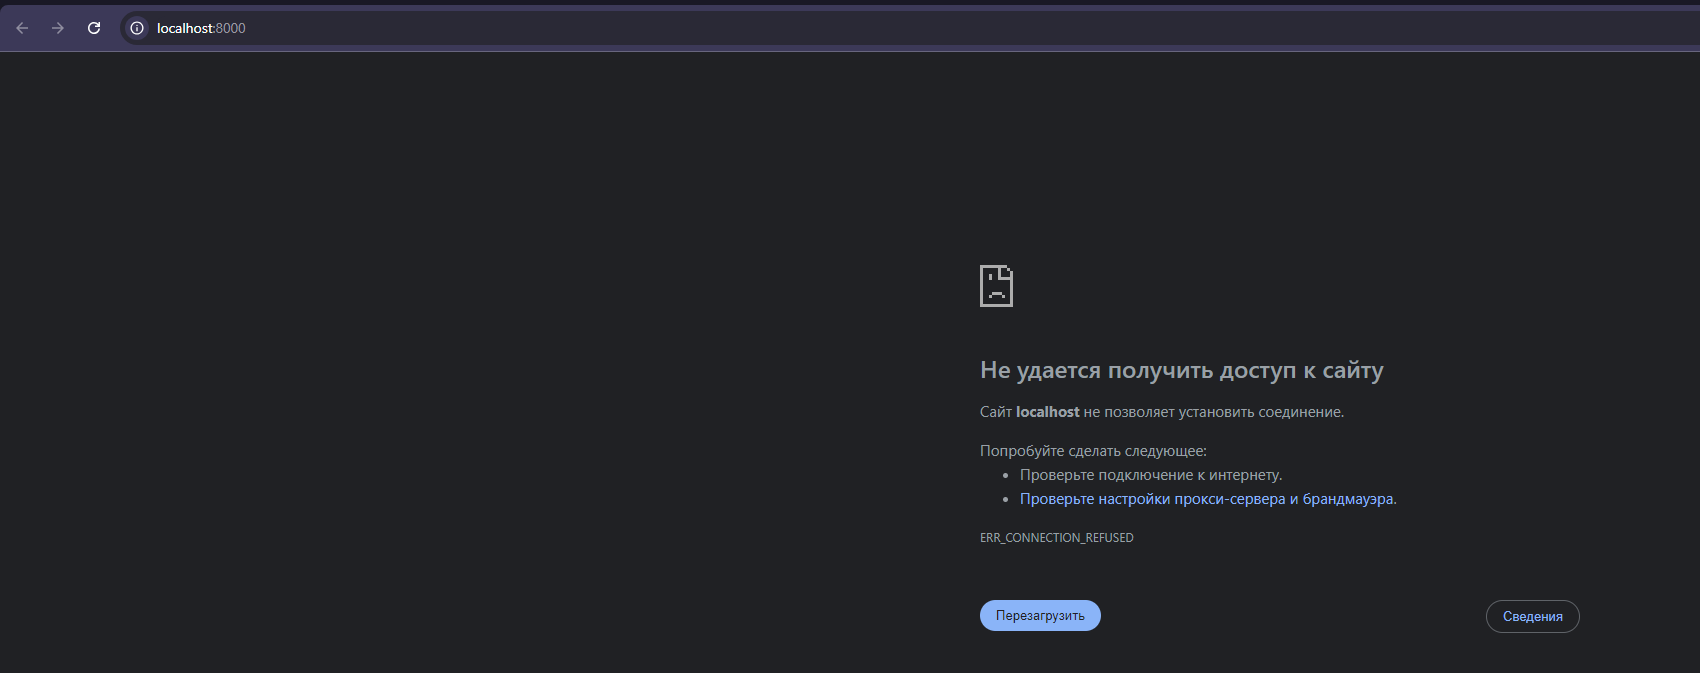 localhost:8000
Не удается получить доступ к сайту
Сайт localhost не позволяет установить соединение.
Попробуйте сделать следующее:
Проверьте подключение к интернету.
Проверьте настройки прокси-сервера и брандмауэра.
ERR_CONNECTION_REFUSED
Перезагрузить
Сведения